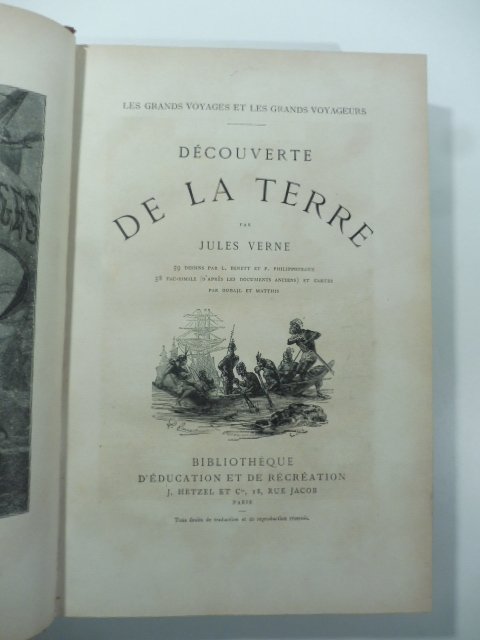 LES GRANDS VOYAGES ET LES GRANDS VOYAGEURS
DÉCOUVERTE
DE LA TERRE
PAR
JULES VERNE
59 DESSINS PAR L. BENETT ET P. PHILIPPOTEAUX
58 FAC-SIMILE (D'APRÈS LES DOCUMENTS ANCIENS) ET CARTES
PAR DUBAIL ET MATTHIS
BIBLIOTHÈQUE
D'ÉDUCATION ET DE RÉCRÉATION
J. HETZEL ET Cie, 18, RUE JACOB
PARIS
Tous droits de traduction et de reproduction réservés.